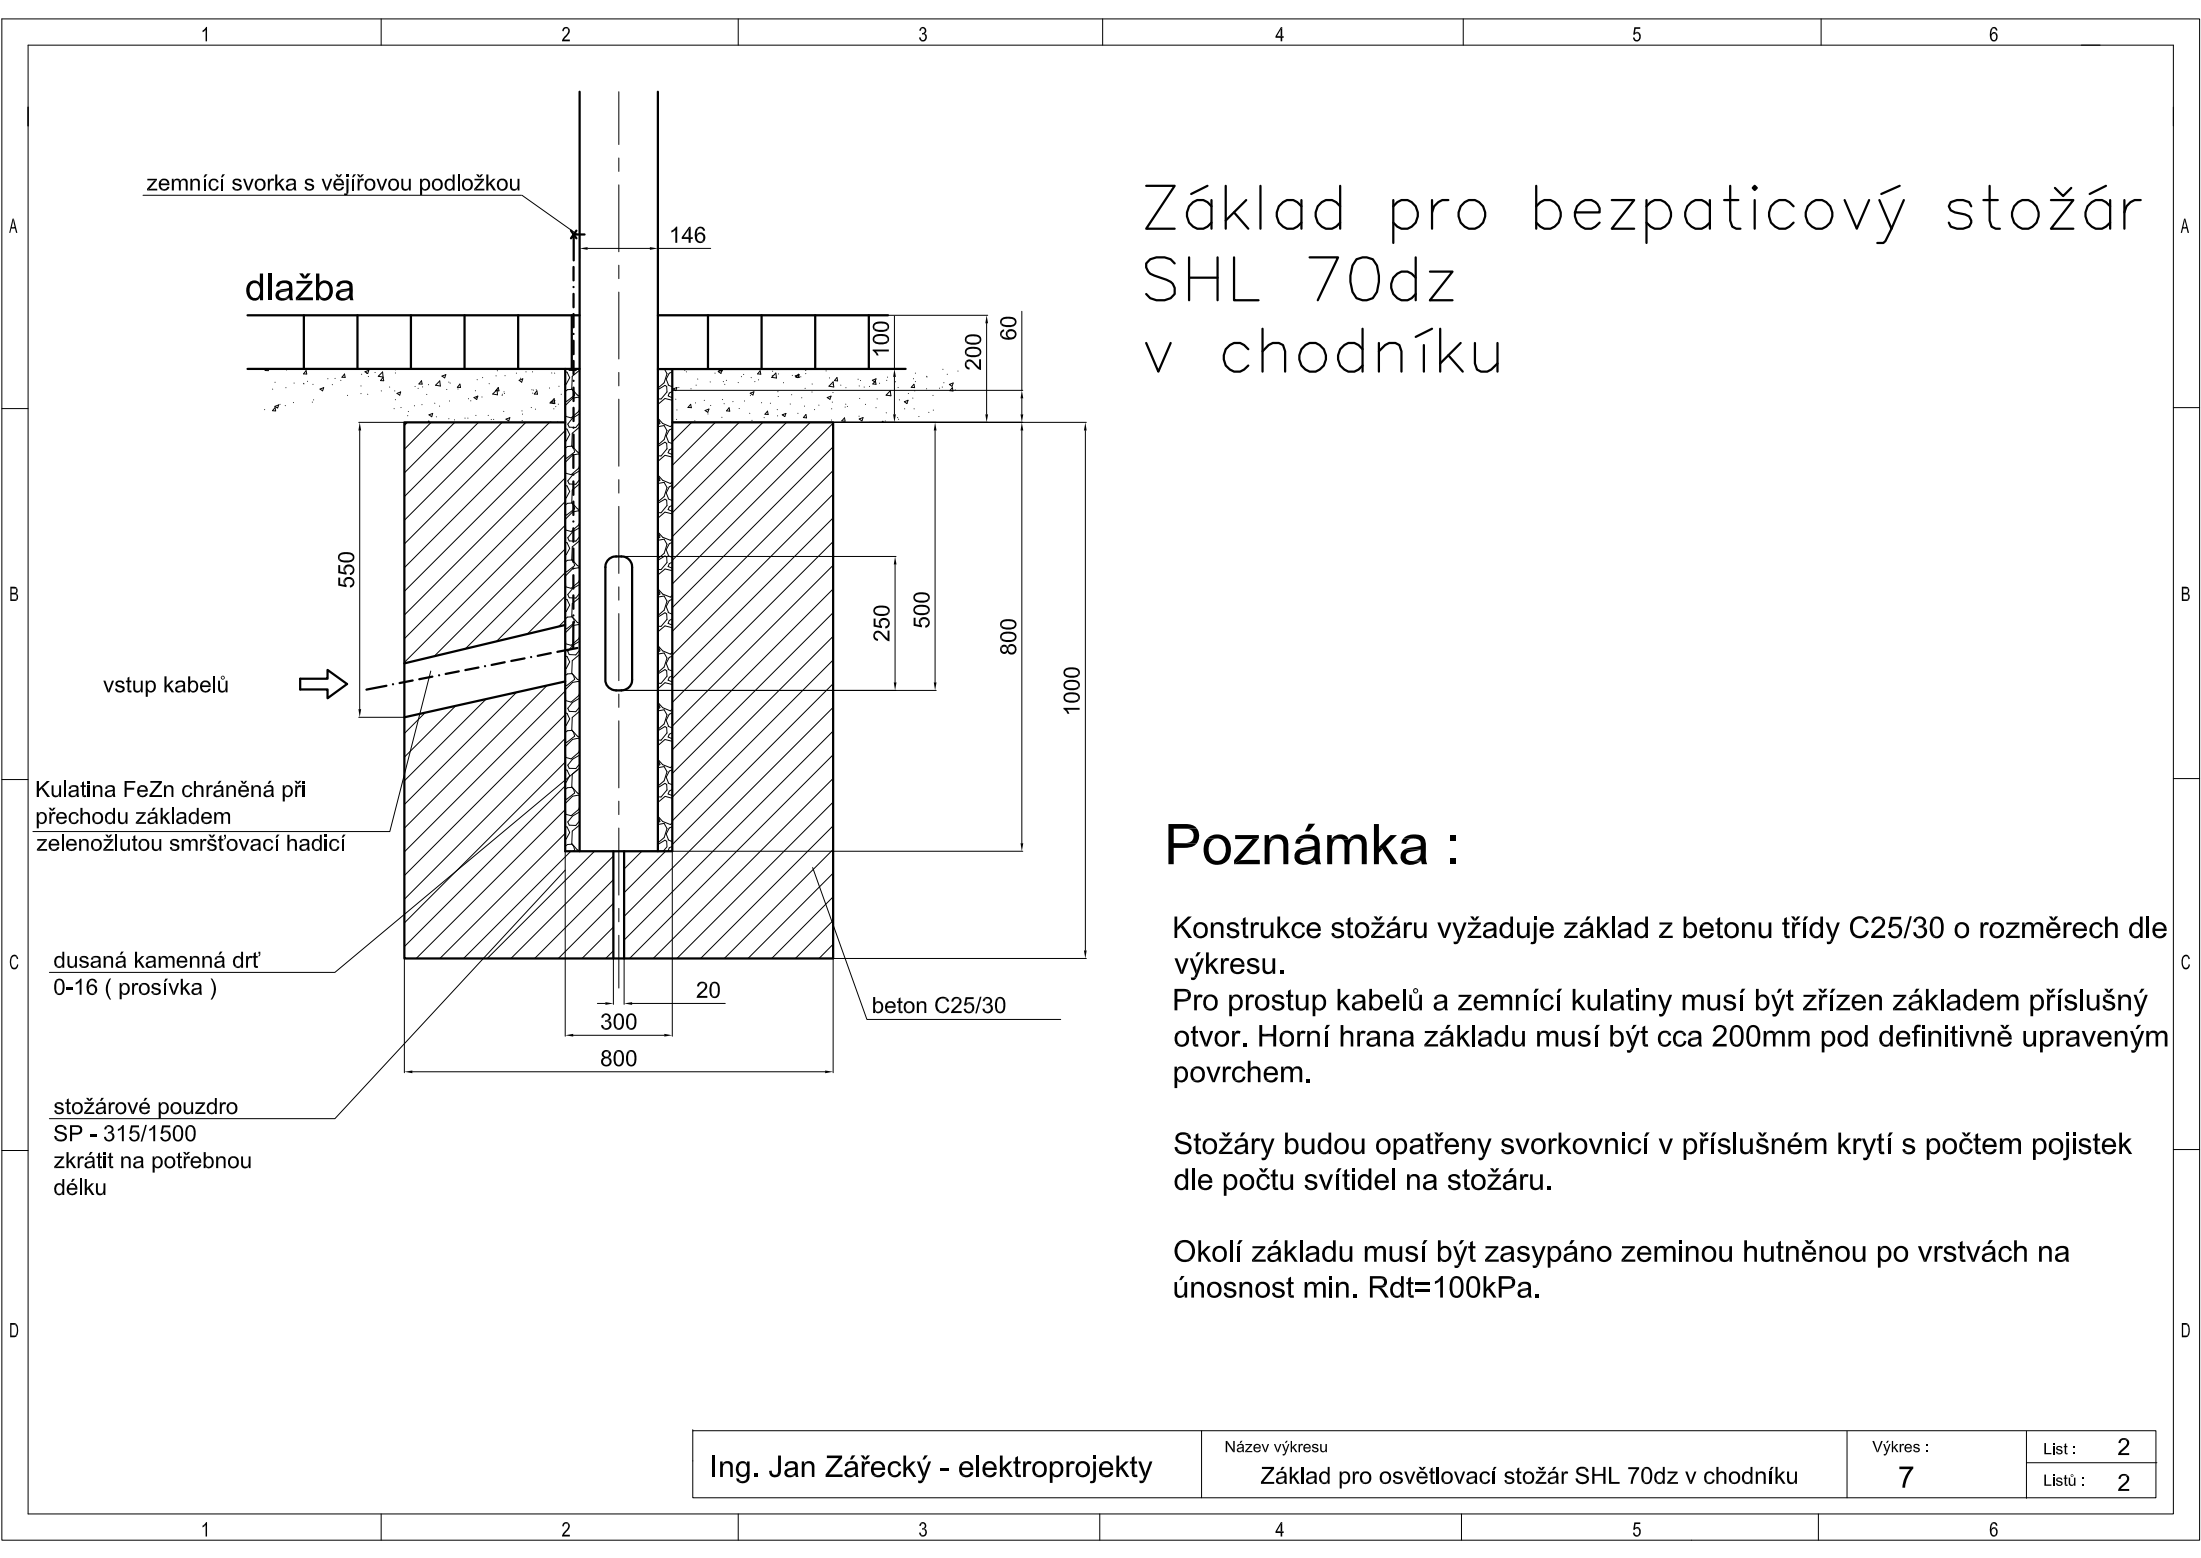 1 2 3 4 5 6
A
B
C
D
A
B
C
D
Základ pro bezpaticový stožár
SHL 70dz
v chodníku
zemnící svorka s vějířovou podložkou
146
dlažba
100
200
60
550
250
500
800
1000
vstup kabelů
Kulatina FeZn chráněná při
přechodu základem
zelenožlutou smršťovací hadicí
dusaná kamenná drť
0-16 ( prosívka )
20
300
800
beton C25/30
stožárové pouzdro
SP - 315/1500
zkrátit na potřebnou
délku
Poznámka :
Konstrukce stožáru vyžaduje základ z betonu třídy C25/30 o rozměrech dle
výkresu.
Pro prostup kabelů a zemnící kulatiny musí být zřízen základem příslušný
otvor. Horní hrana základu musí být cca 200mm pod definitivně upraveným
povrchem.
Stožáry budou opatřeny svorkovnicí v příslušném krytí s počtem pojistek
dle počtu svítidel na stožáru.
Okolí základu musí být zasypáno zeminou hutněnou po vrstvách na
únosnost min. Rdt=100kPa.
Ing. Jan Zářecký - elektroprojekty
Název výkresu
Základ pro osvětlovací stožár SHL 70dz v chodníku
Výkres :
7
List : 2
Listů : 2
1 2 3 4 5 6